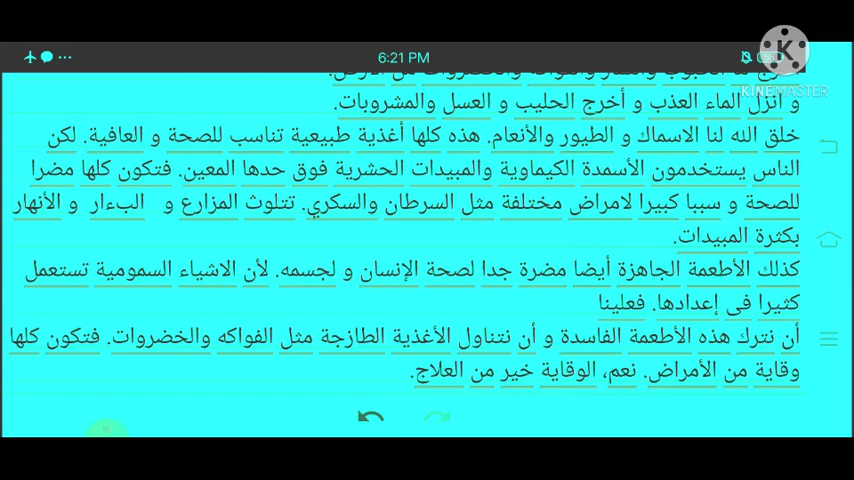 6:21 PM
KINEMASTER
و انزل الماء العذب و أخرج الحليب و العسل والمشروبات.
خلق الله لنا الاسماك و الطيور والأنعام. هذه كلها أغذية طبيعية تناسب للصحة و العافية. لكن
الناس يستخدمون الأسمدة الكيماوية والمبيدات الحشرية فوق حدها المعين. فتكون كلها مضرا
للصحة و سببا كبيرا لامراض مختلفة مثل السرطان والسكري. تتلوث المزارع و البءار و الأنهار
بكثرة المبيدات.
كذلك الأطعمة الجاهزة أيضا مضرة جدا لصحة الإنسان و لجسمه. لأن الاشياء السمومية تستعمل
كثيرا فى إعدادها. فعلينا
أن نترك هذه الأطعمة الفاسدة و أن نتناول الأغذية الطازجة مثل الفواكه والخضروات. فتكون كلها
وقاية من الأمراض. نعم، الوقاية خير من العلاج.